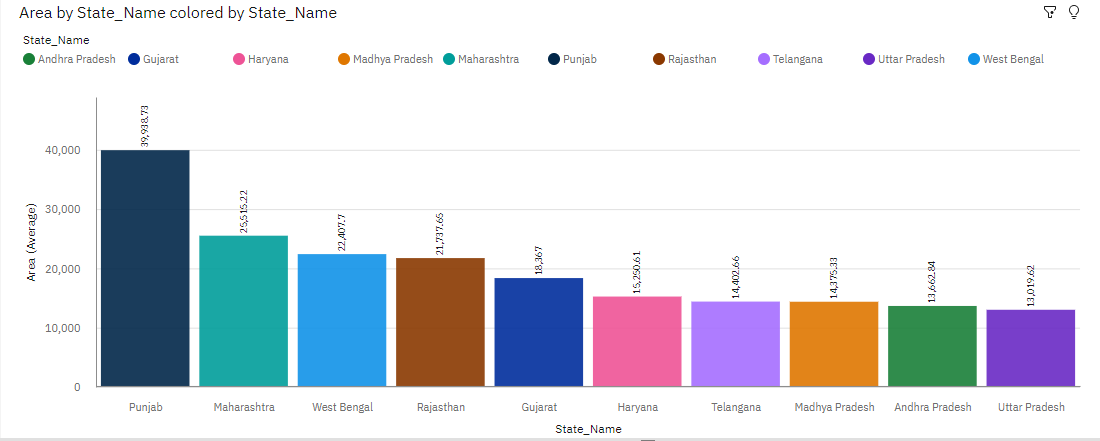 Area by State_Name colored by State_Name
State_Name
Andhra Pradesh Gujarat Haryana Madhya Pradesh Maharashtra Punjab Rajasthan Telangana Uttar Pradesh West Bengal
Area (Average)
40,000
30,000
20,000
10,000
0
39,938.73
25,515.22
22,407.7
21,737.65
18,367
15,250.61
14,402.66
14,375.33
13,662.84
13,019.62
Punjab Maharashtra West Bengal Rajasthan Gujarat Haryana Telangana Madhya Pradesh Andhra Pradesh Uttar Pradesh
State_Name